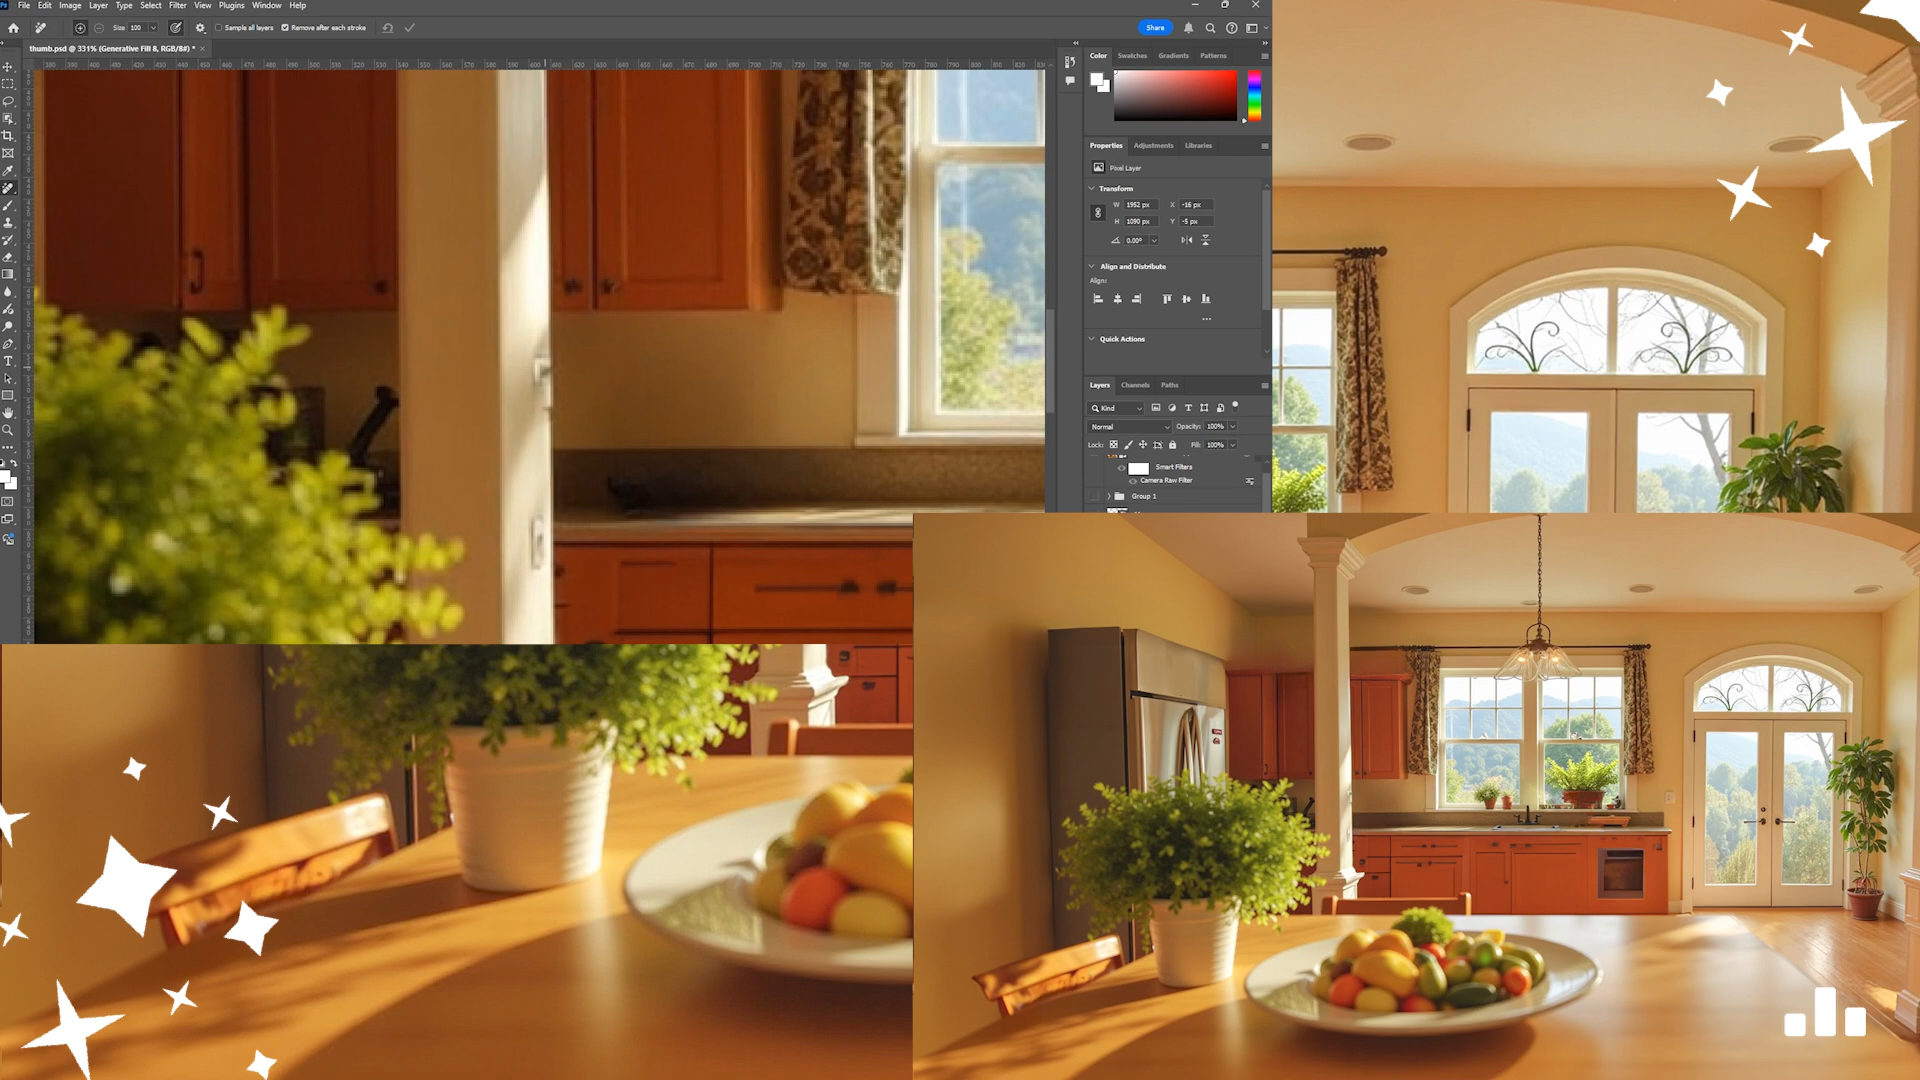 File Edit Image Layer Type Select Filter View Plugins Window Help
Size 100 Sample all layers Remove after each stroke Share
thumb.psd @ 331% (Generative Fill 8, RGB/8#) *
Color Swatches Gradients Patterns
Properties Adjustments Libraries
Pixel Layer
Transform
W 1952 px X -16 px
H 1090 px Y -5 px
0.00°
Align and Distribute
Align:
Quick Actions
Layers Channels Paths
Kind
Normal Opacity: 100%
Lock: Fill: 100%
Smart Filters
Camera Raw Filter
Group 1